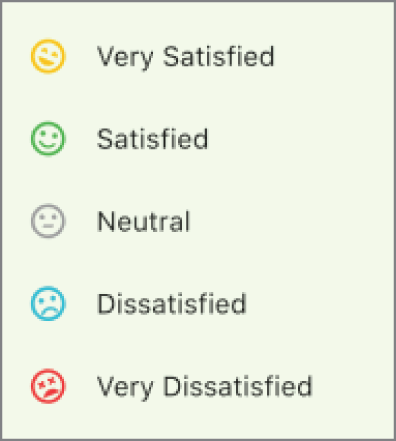 Very Satisfied
Satisfied
Neutral
Dissatisfied
Very Dissatisfied